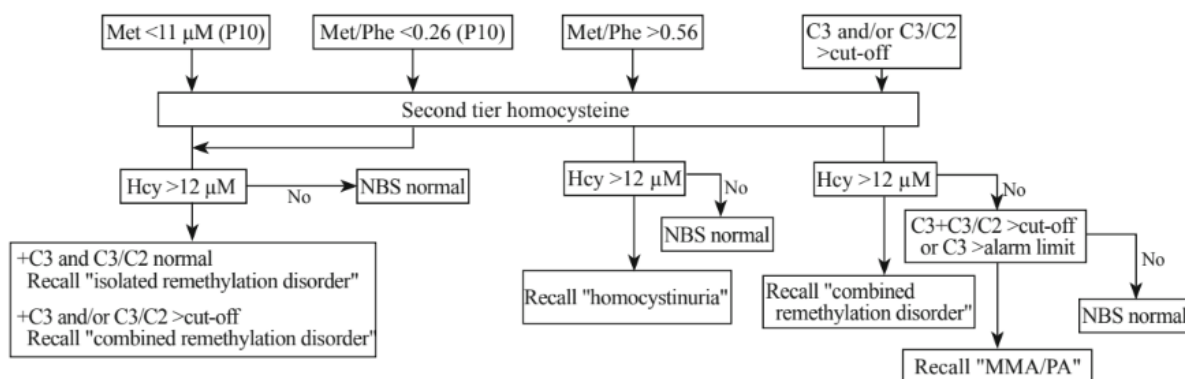 Met <11 µM (P10)
Met/Phe <0.26 (P10)
Met/Phe >0.56
C3 and/or C3/C2
>cut-off
Second tier homocysteine
Hcy >12 µM
No
NBS normal
Hcy >12 µM
No
NBS normal
Hcy >12 µM
No
C3+C3/C2 >cut-off
or C3 >alarm limit
No
NBS normal
+C3 and C3/C2 normal
Recall "isolated remethylation disorder"
+C3 and/or C3/C2 >cut-off
Recall "combined remethylation disorder"
Recall "homocystinuria"
Recall "combined
remethylation disorder"
Recall "MMA/PA"